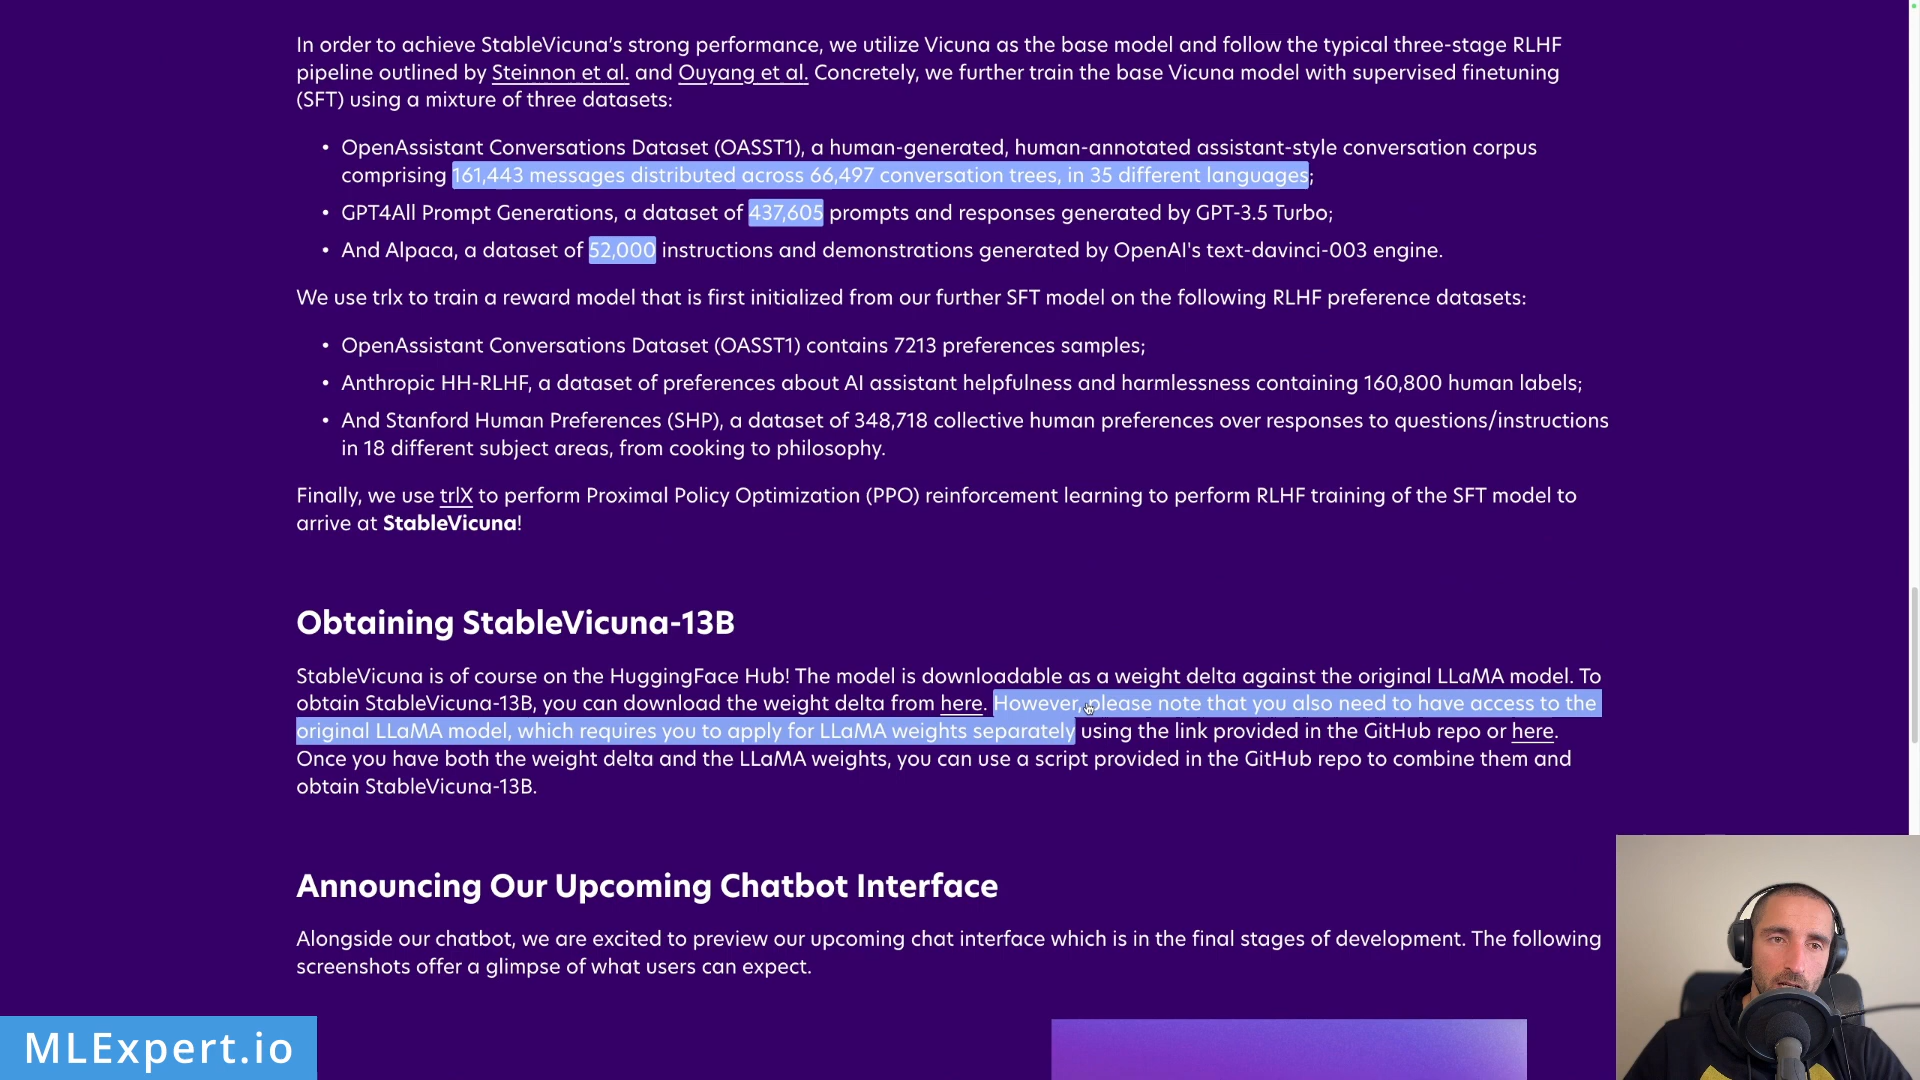 In order to achieve StableVicuna’s strong performance, we utilize Vicuna as the base model and follow the typical three-stage RLHF
pipeline outlined by Steinnon et al. and Ouyang et al. Concretely, we further train the base Vicuna model with supervised finetuning
(SFT) using a mixture of three datasets:
• OpenAssistant Conversations Dataset (OASST1), a human-generated, human-annotated assistant-style conversation corpus
comprising 161,443 messages distributed across 66,497 conversation trees, in 35 different languages;
• GPT4All Prompt Generations, a dataset of 437,605 prompts and responses generated by GPT-3.5 Turbo;
• And Alpaca, a dataset of 52,000 instructions and demonstrations generated by OpenAI's text-davinci-003 engine.
We use trlx to train a reward model that is first initialized from our further SFT model on the following RLHF preference datasets:
• OpenAssistant Conversations Dataset (OASST1) contains 7213 preferences samples;
• Anthropic HH-RLHF, a dataset of preferences about AI assistant helpfulness and harmlessness containing 160,800 human labels;
• And Stanford Human Preferences (SHP), a dataset of 348,718 collective human preferences over responses to questions/instructions
in 18 different subject areas, from cooking to philosophy.
Finally, we use trlX to perform Proximal Policy Optimization (PPO) reinforcement learning to perform RLHF training of the SFT model to
arrive at StableVicuna!
Obtaining StableVicuna-13B
StableVicuna is of course on the HuggingFace Hub! The model is downloadable as a weight delta against the original LLaMA model. To
obtain StableVicuna-13B, you can download the weight delta from here. However, please note that you also need to have access to the
original LLaMA model, which requires you to apply for LLaMA weights separately using the link provided in the GitHub repo or here.
Once you have both the weight delta and the LLaMA weights, you can use a script provided in the GitHub repo to combine them and
obtain StableVicuna-13B.
Announcing Our Upcoming Chatbot Interface
Alongside our chatbot, we are excited to preview our upcoming chat interface which is in the final stages of development. The following
screenshots offer a glimpse of what users can expect.
MLExpert.io